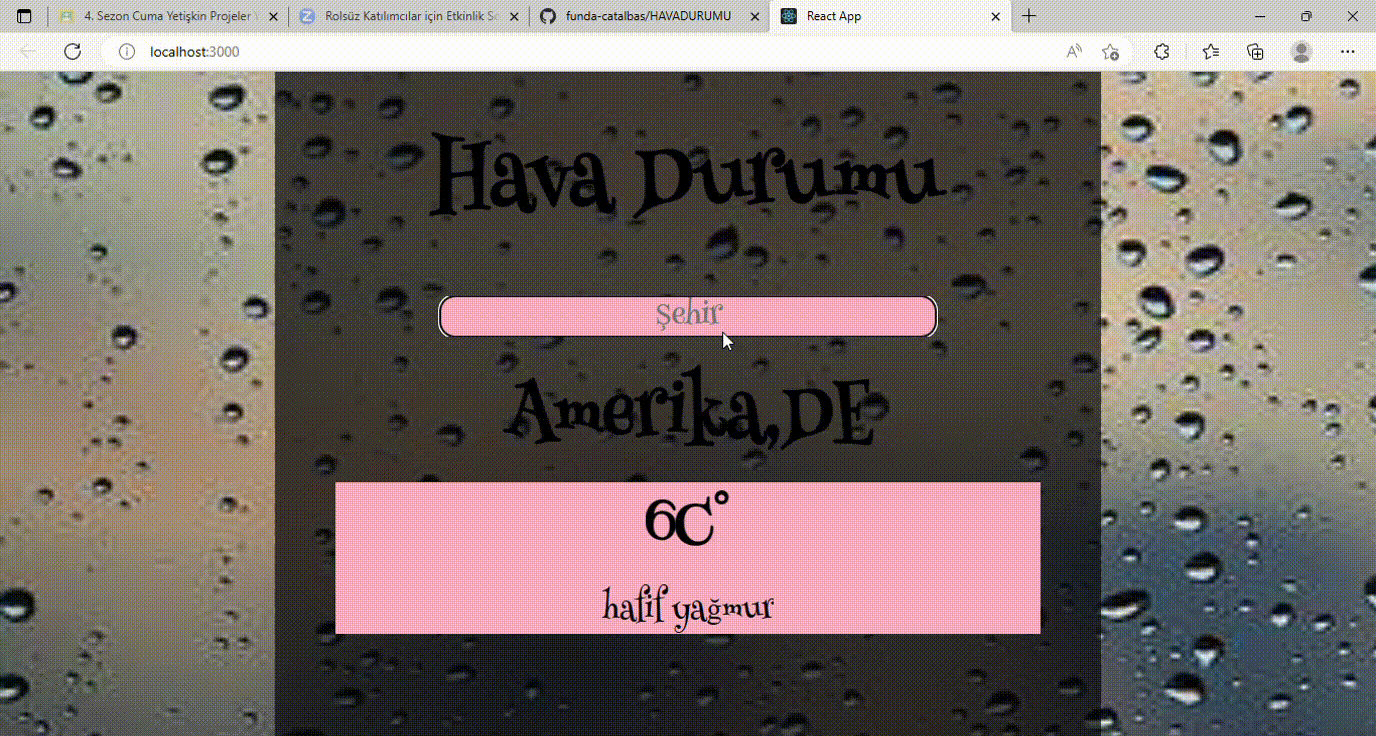 4. Sezon Cuma Yetişkin Projeler Y
Rolsüz Katılımcılar için Etkinlik Se
funda-catalbas/HAVADURUMU
React App
localhost:3000
Hava Durumu
Şehir
Amerika,DE
6C°
hafif yağmur